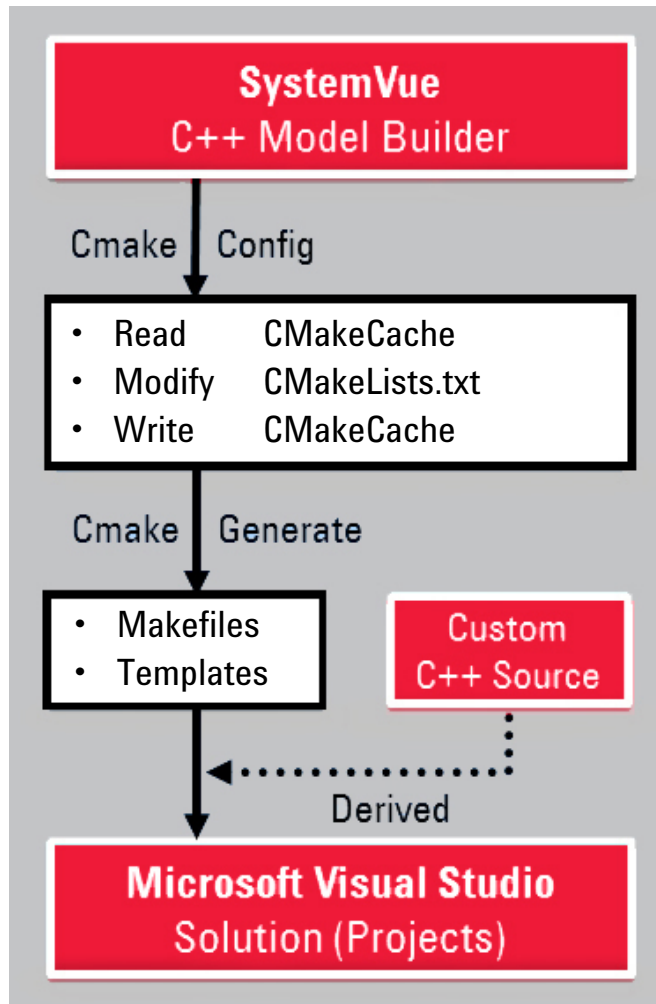 SystemVue
C++ Model Builder
Cmake Config
• Read CMakeCache
• Modify CMakeLists.txt
• Write CMakeCache
Cmake Generate
• Makefiles
• Templates
Custom
C++ Source
Derived
Microsoft Visual Studio
Solution (Projects)